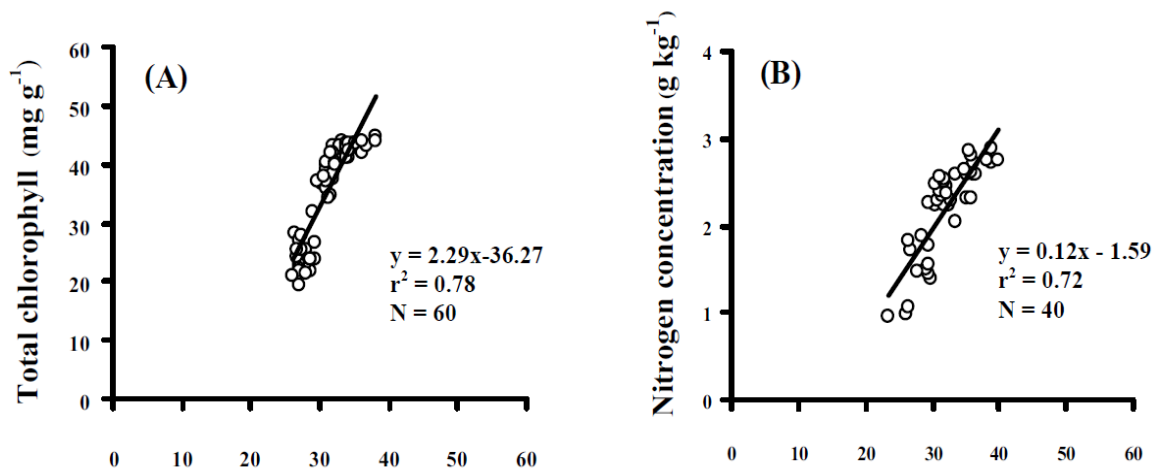 Total chlorophyll (mg g-1)
60
50
40
30
20
10
0
(A)
y = 2.29x-36.27
r2 = 0.78
N = 60
0 10 20 30 40 50 60
Nitrogen concentration (g kg-1)
4
3
2
1
0
(B)
y = 0.12x - 1.59
r2 = 0.72
N = 40
0 10 20 30 40 50 60